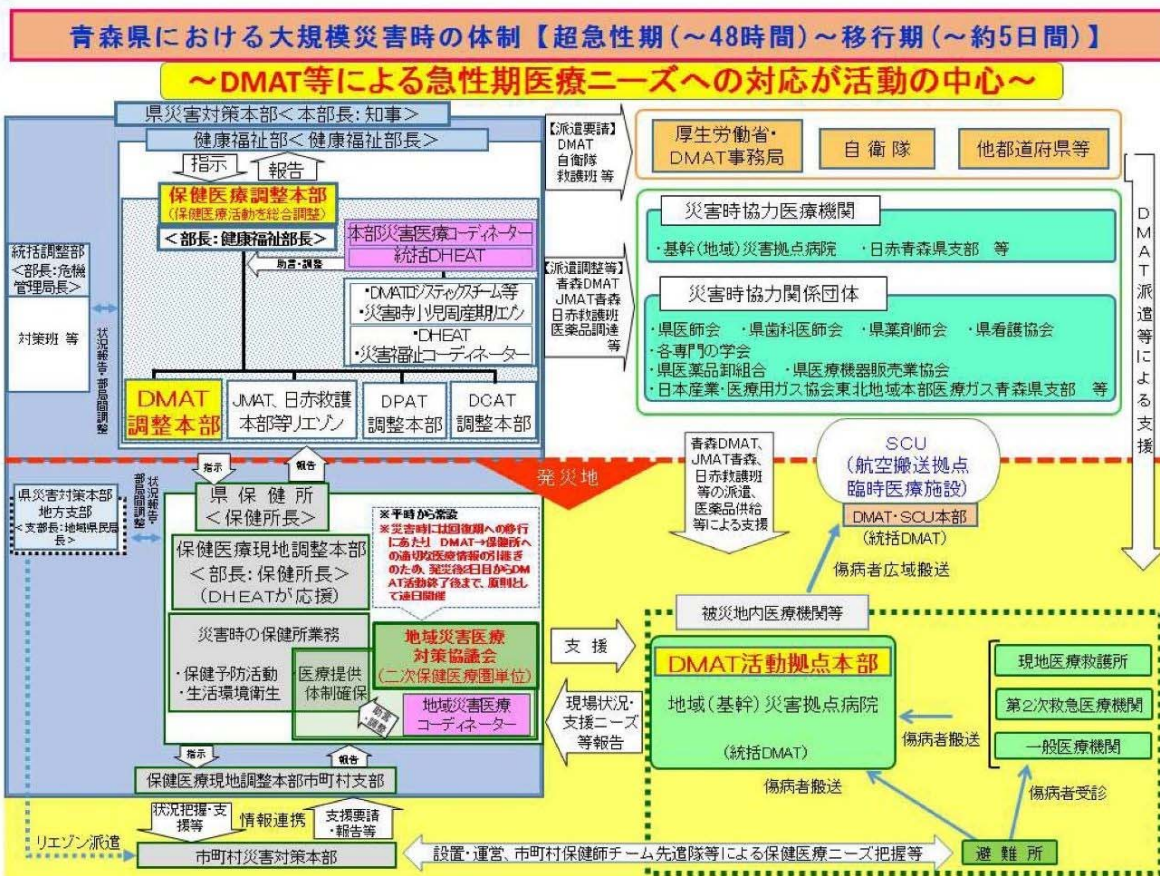 青森県における大規模災害時の体制【超急性期(～48時間)～移行期(～約5日間)】
～DMAT等による急性期医療ニーズへの対応が活動の中心～
県災害対策本部<本部長:知事>
健康福祉部<健康福祉部長>
指示
報告
保健医療調整本部
(保健医療活動を総合調整)
<部長:健康福祉部長>
本部災害医療コーディネーター
統括DHEAT
助言・調整
・DMATロジスティックスチーム等
・災害時小児周産期リエゾン
・DHEAT
・災害福祉コーディネーター
統括調整部
<部長:危機
管理局長>
対策班 等
状況報告・部局間調整
DMAT
調整本部
JMAT、日赤救護
本部等リエゾン
DPAT
調整本部
DCAT
調整本部
【派遣要請】
DMAT
自衛隊
救護班 等
厚生労働省・
DMAT事務局
自衛隊
他都道府県等
【派遣調整等】
青森DMAT
JMAT青森
日赤救護班
医薬品調達
等
災害時協力医療機関
・基幹(地域)災害拠点病院 ・日赤青森県支部 等
災害時協力関係団体
・県医師会 ・県歯科医師会 ・県薬剤師会 ・県看護協会
・各専門の学会
・県医薬品卸組合 ・県医療機器販売業協会
・日本産業・医療用ガス協会東北地域本部医療ガス青森県支部 等
DMAT派遣等による支援
指示
報告
発災地
青森DMAT、
JMAT青森、
日赤救護班
等の派遣、
医薬品供給
等による支援
SCU
(航空搬送拠点
臨時医療施設)
DMAT・SCU本部
(統括DMAT)
傷病者広域搬送
県災害対策本部
地方支部
<支部長:地域県民局
長>
状況報告・
部局間調整
県保健所
<保健所長>
保健医療現地調整本部
<部長:保健所長>
(DHEATが応援)
※平時から常設
※災害時には回復期への移行
にあたり、DMAT→保健所へ
の適切な医療情報の引継ぎ
のため、発災後2日目からDM
AT活動終了後まで、原則とし
て連日開催
災害時の保健所業務
・保健予防活動
・生活環境衛生
医療提供
体制確保
地域災害医療
対策協議会
(二次保健医療圏単位)
助言・調整
地域災害医療
コーディネーター
支援
現場状況・
支援ニーズ
等報告
被災地内医療機関等
DMAT活動拠点本部
地域(基幹)災害拠点病院
(統括DMAT)
現地医療救護所
第2次救急医療機関
一般医療機関
傷病者搬送
傷病者搬送
傷病者受診
指示
報告
保健医療現地調整本部市町村支部
状況把握・支
援等
情報連携
支援要請
・報告等
リエゾン派遣
市町村災害対策本部
設置・運営、市町村保健師チーム先遣隊等による保健医療ニーズ把握等
避難所